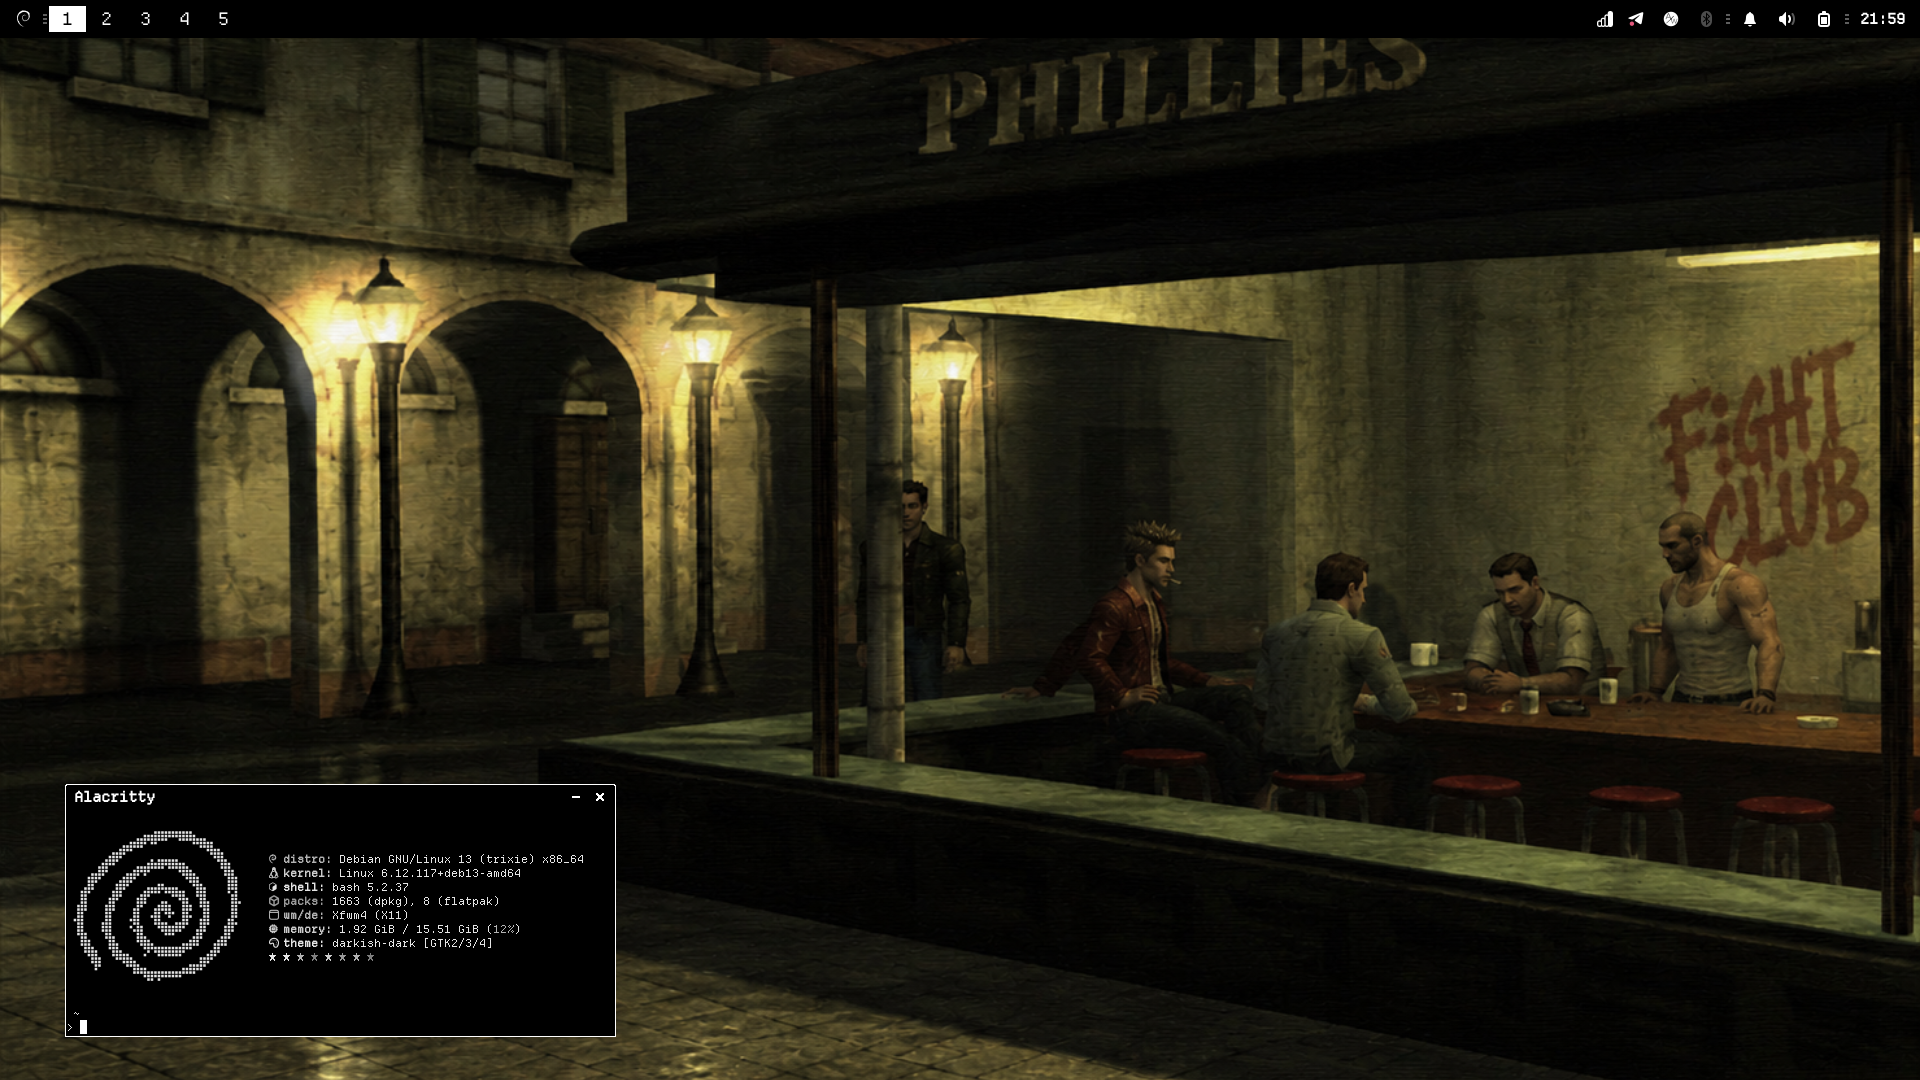 1 2 3 4 5
21:59
PHILLIES
FiGHT
CLUB
Alacritty
distro: Debian GNU/Linux 13 (trixie) x86_64
kernel: Linux 6.12.117+deb13-amd64
shell: bash 5.2.37
packs: 1663 (dpkg), 8 (flatpak)
wm/de: Xfwm4 (X11)
memory: 1.92 GiB / 15.51 GiB (12%)
theme: darkish-dark [GTK2/3/4]
~
>